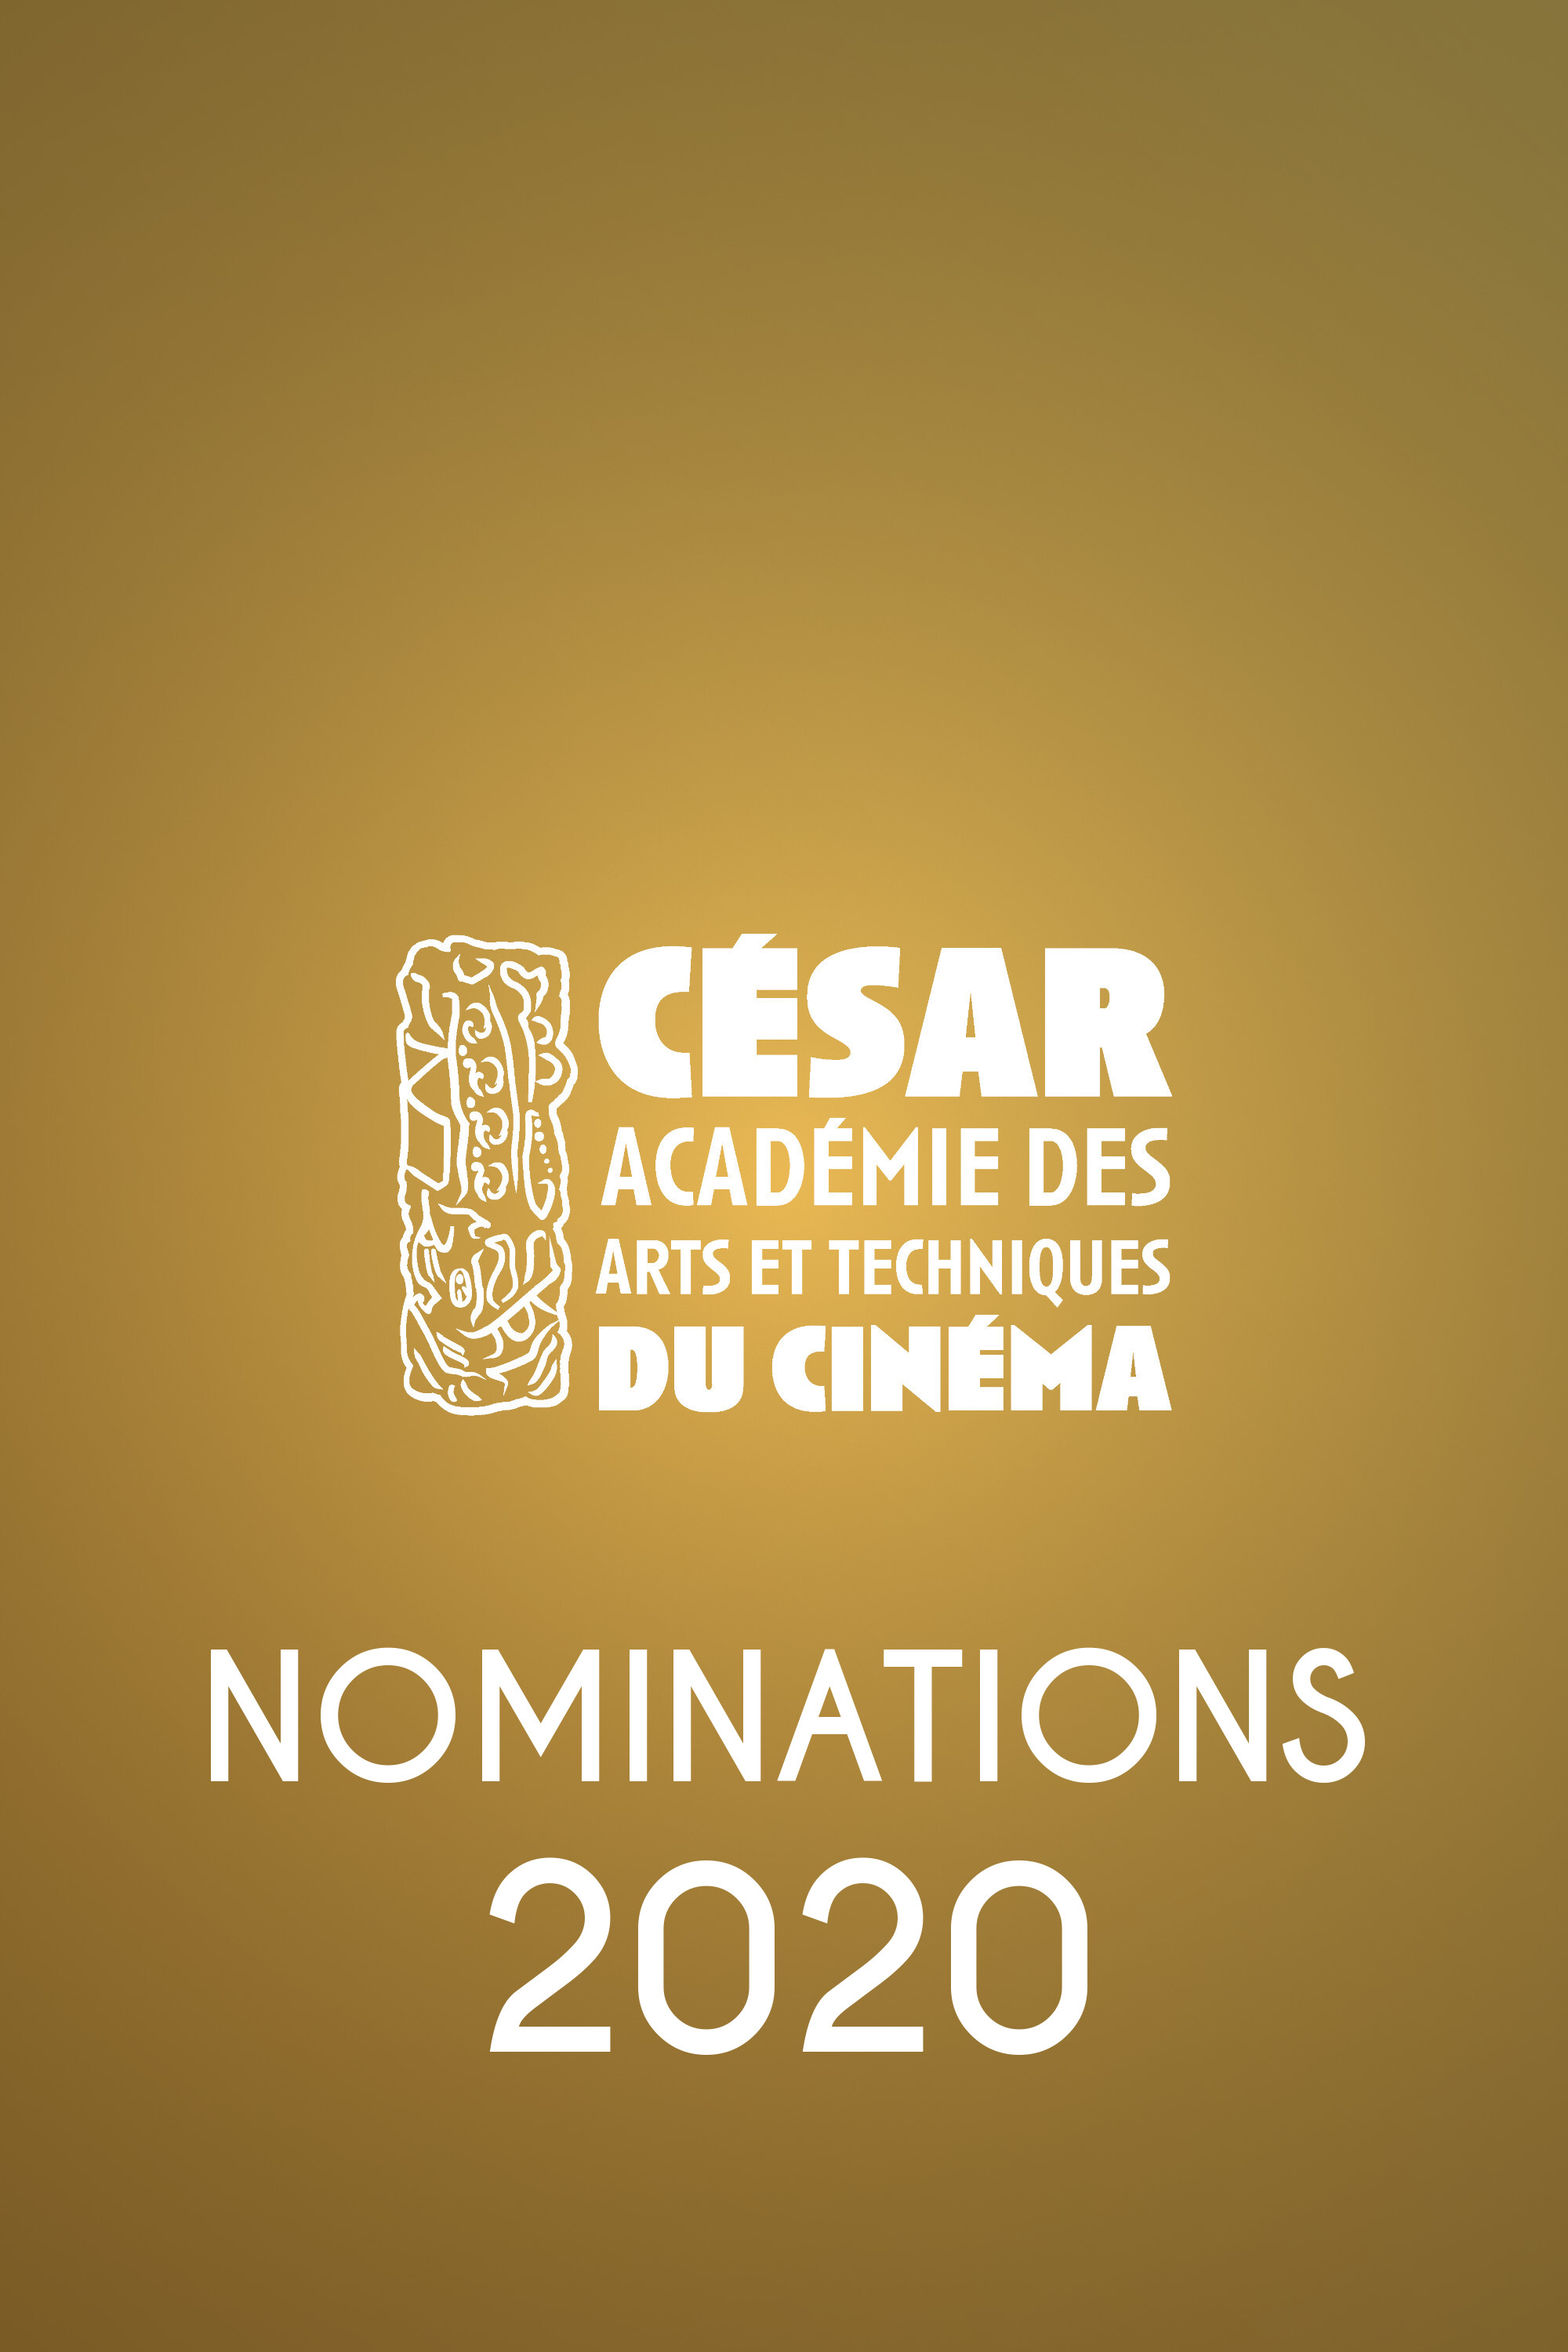 CÉSAR
ACADÉMIE DES
ARTS ET TECHNIQUES
DU CINÉMA
NOMINATIONS
2020